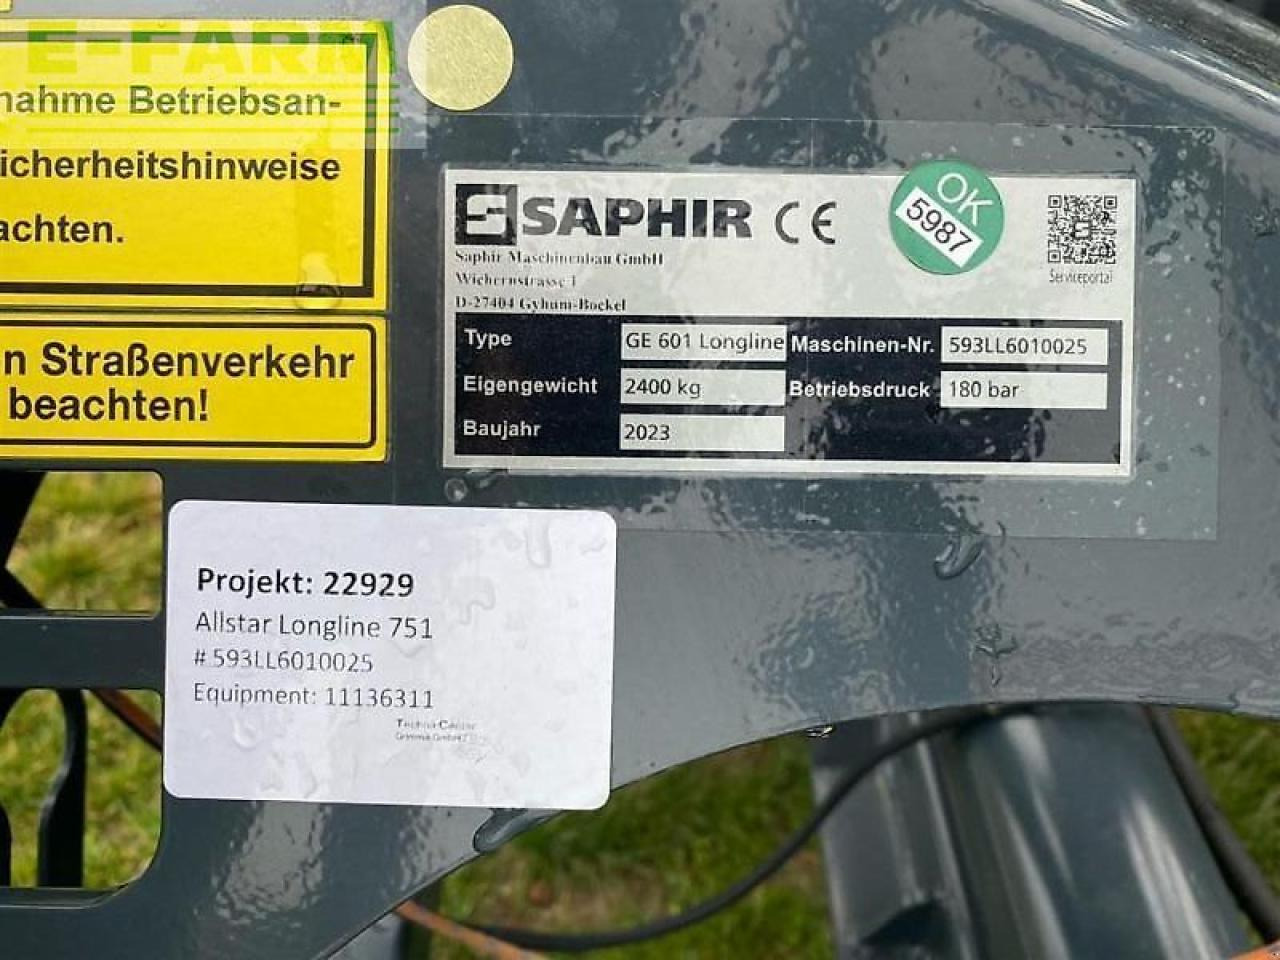 E-FARM
nahme Betriebsan-
icherheitshinweise
achten.
n Straßenverkehr
beachten!
SAPHIR CE
OK
5987
Serviceportal
Saphir Maschinenbau GmbH
Wichernstrasse 1
D-27404 Gyhum-Bockel
Type GE 601 Longline Maschinen-Nr. 593LL6010025
Eigengewicht 2400 kg Betriebsdruck 180 bar
Baujahr 2023
Projekt: 22929
Allstar Longline 751
# 593LL6010025
Equipment: 11136311